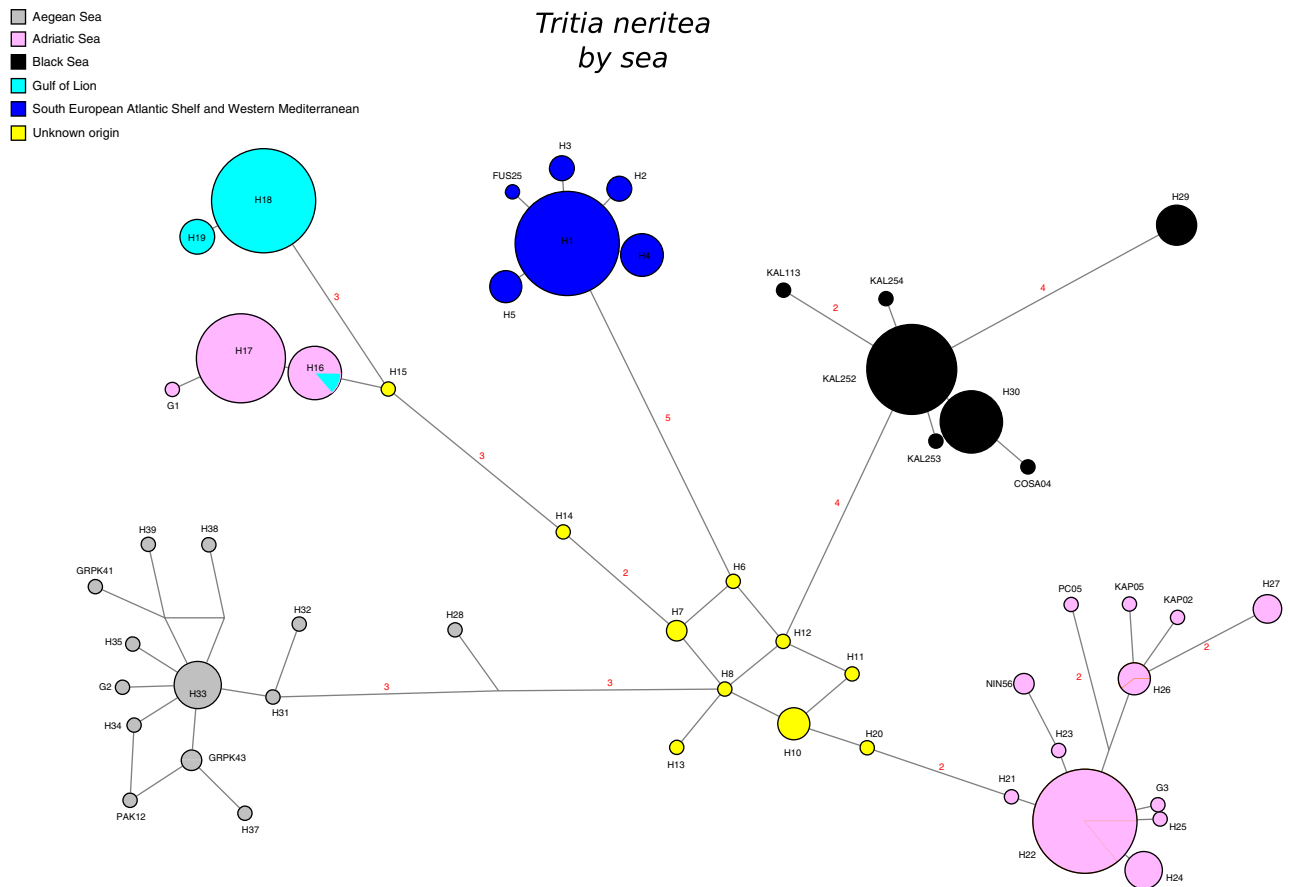 Tritia neritea
by sea
Aegean Sea
Adriatic Sea
Black Sea
Gulf of Lion
South European Atlantic Shelf and Western Mediterranean
Unknown origin
H3
FUS25
H2
H18
H19
H1
H4
H5
H29
KAL113
KAL254
4
2
3
KAL252
H30
H17
H16
H15
G1
KAL253
COSA04
5
3
4
H14
H39
H38
GRPK41
2
H6
H7
H12
H32
H28
H35
H11
H8
G2
H33
H31
3
3
H34
H10
H13
H20
GRPK43
PAK12
H37
PC05
KAP05
KAP02
H27
2
2
NIN56
H26
H23
2
H21
G3
H25
H22
H24